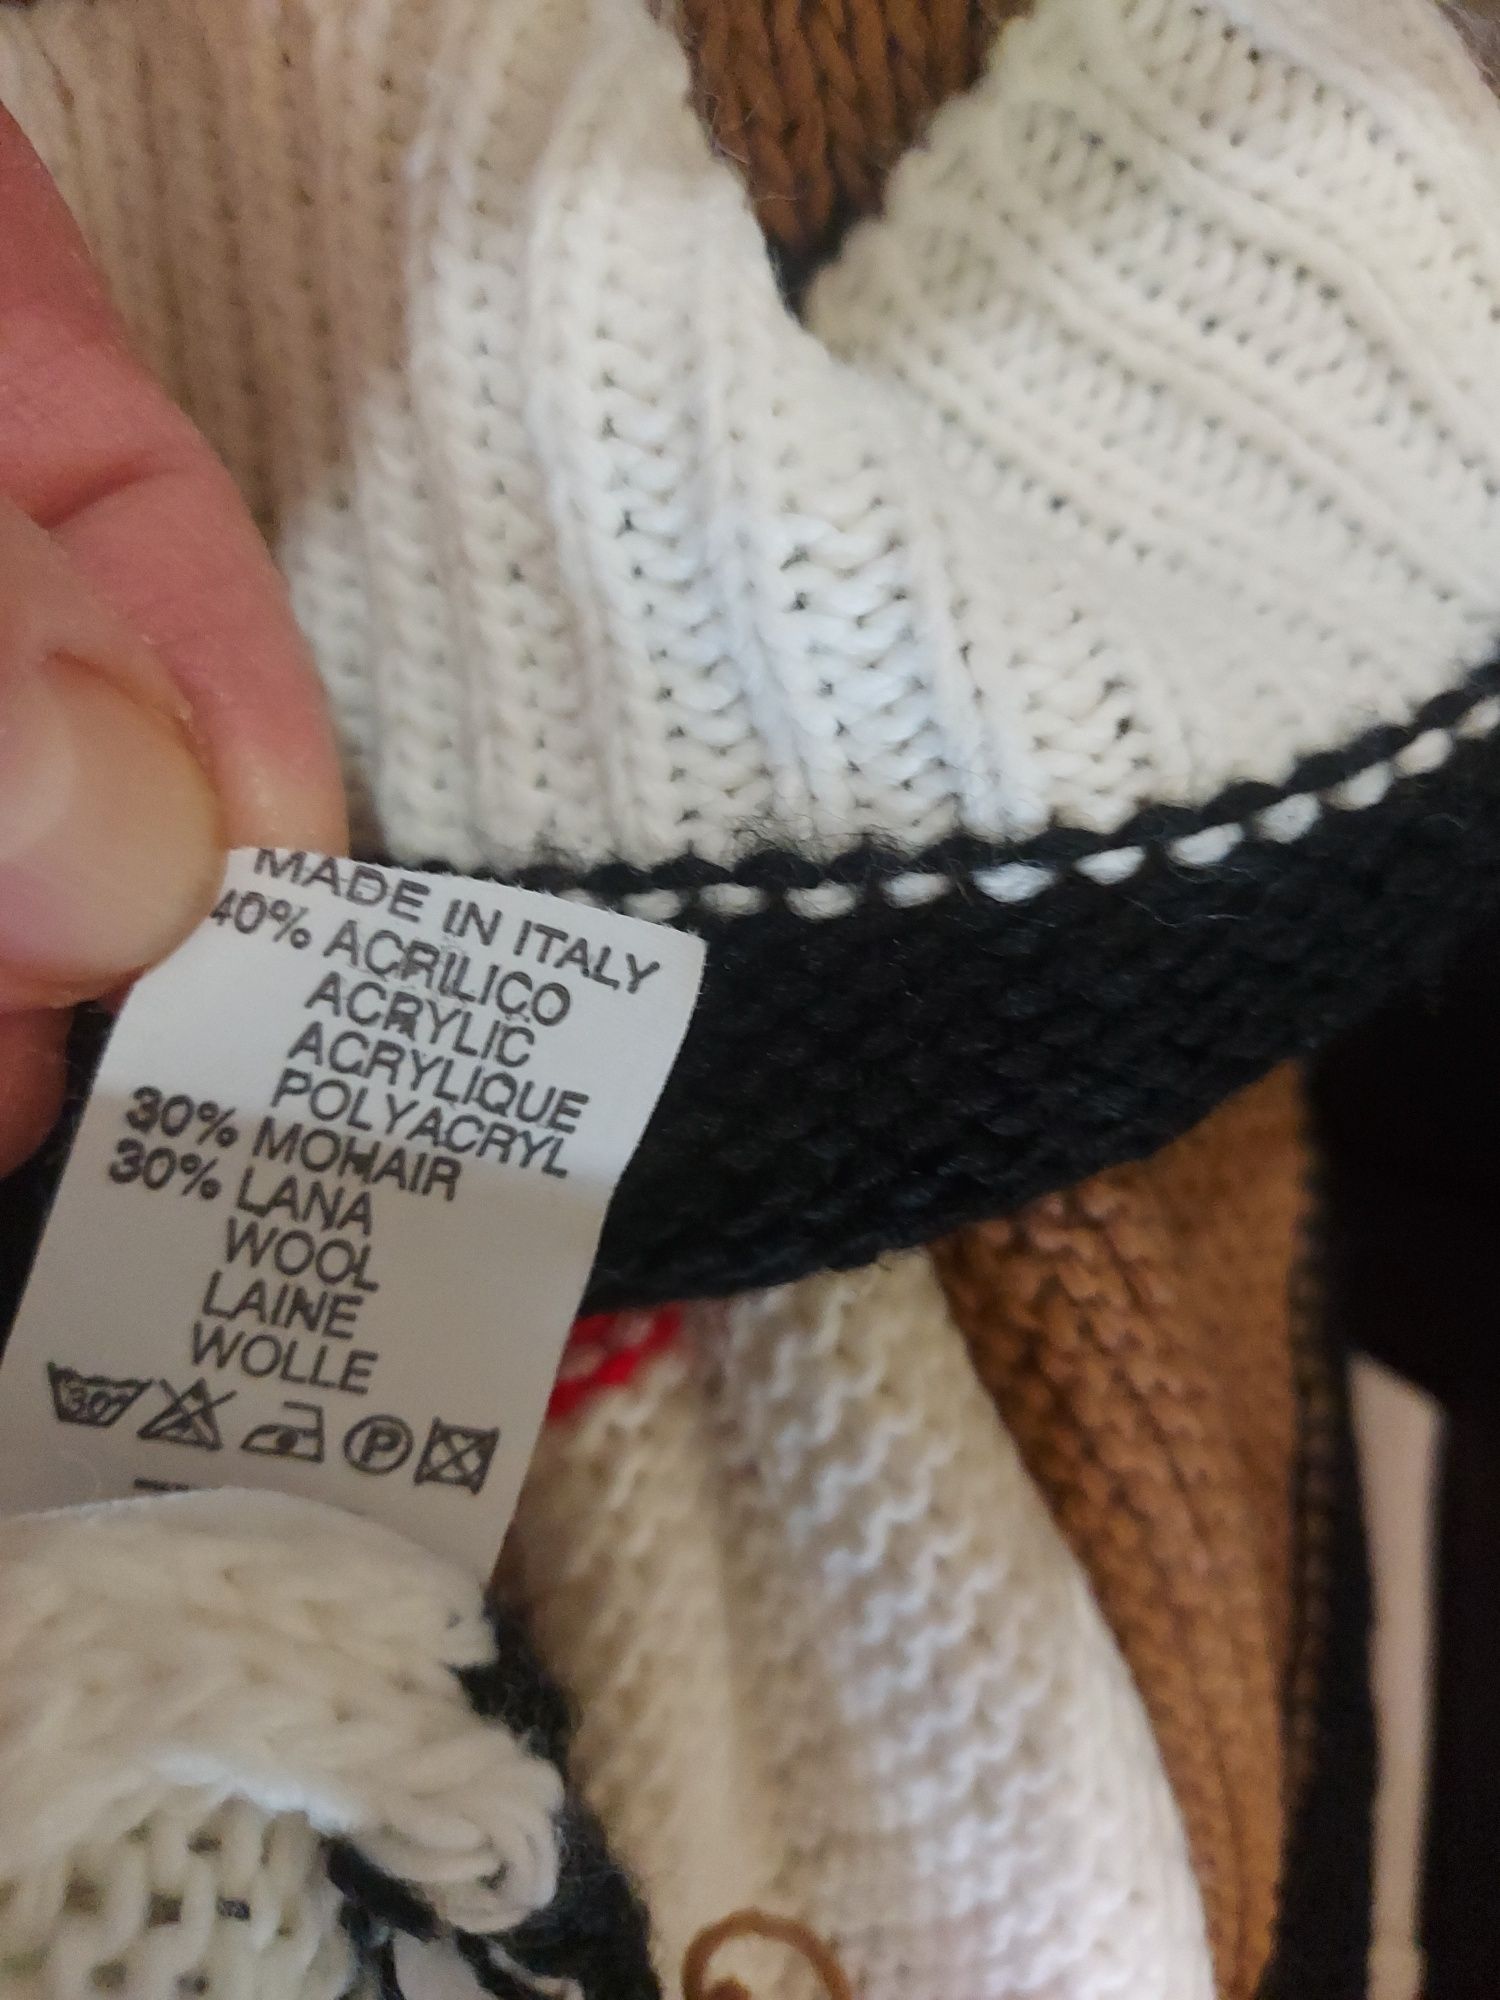 MADE IN ITALY
40% ACRILICO
ACRYLIC
ACRYLIQUE
POLYACRYL
30% MOHAIR
30% LANA
WOOL
LAINE
WOLLE
30°
P